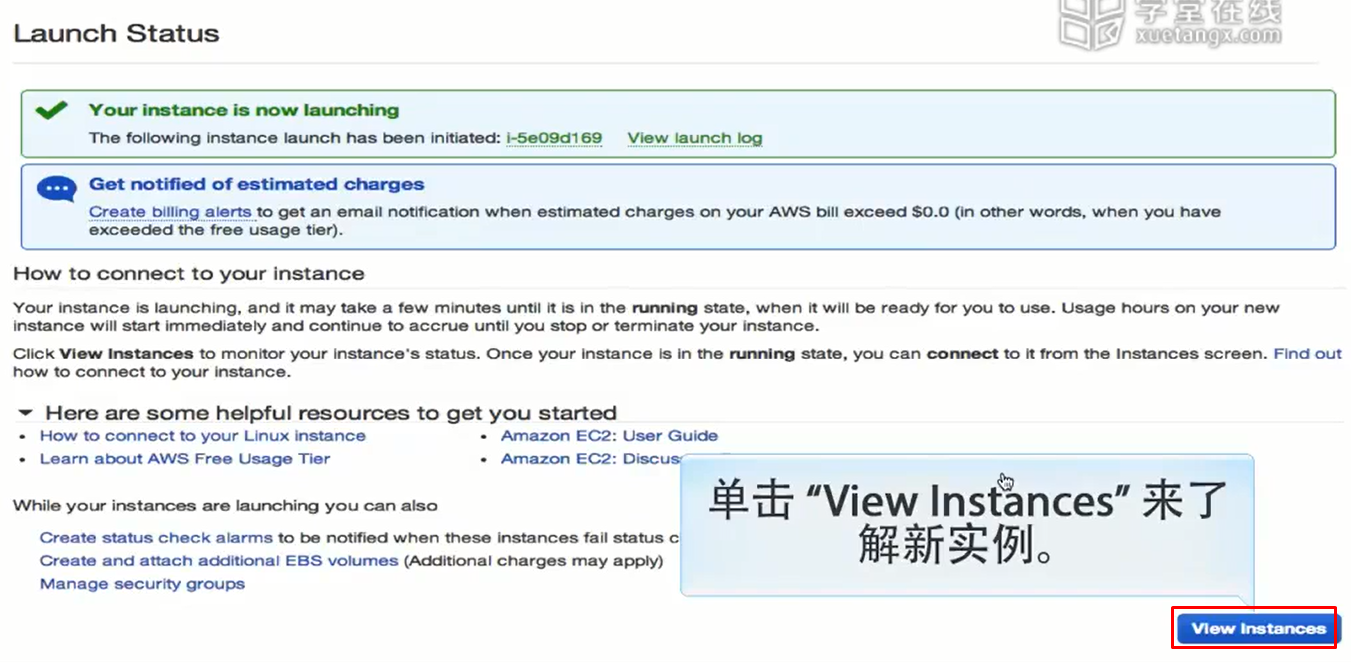 学堂在线
Launch Status
xuetangx.com
Your instance is now launching
The following instance launch has been initiated: i-5e09d169 View launch log
Get notified of estimated charges
Create billing alerts to get an email notification when estimated charges on your AWS bill exceed $0.0 (in other words, when you have
exceeded the free usage tier).
How to connect to your instance
Your instance is launching, and it may take a few minutes until it is in the running state, when it will be ready for you to use. Usage hours on your new
instance will start immediately and continue to accrue until you stop or terminate your instance.
Click View Instances to monitor your instance's status. Once your instance is in the running state, you can connect to it from the Instances screen. Find out
how to connect to your instance.
Here are some helpful resources to get you started
• How to connect to your Linux instance
• Amazon EC2: User Guide
• Learn about AWS Free Usage Tier
• Amazon EC2: Discus
单击 “View Instances” 来了
解新实例。
While your instances are launching you can also
Create status check alarms to be notified when these instances fail status c
Create and attach additional EBS volumes (Additional charges may apply)
Manage security groups
View Instances